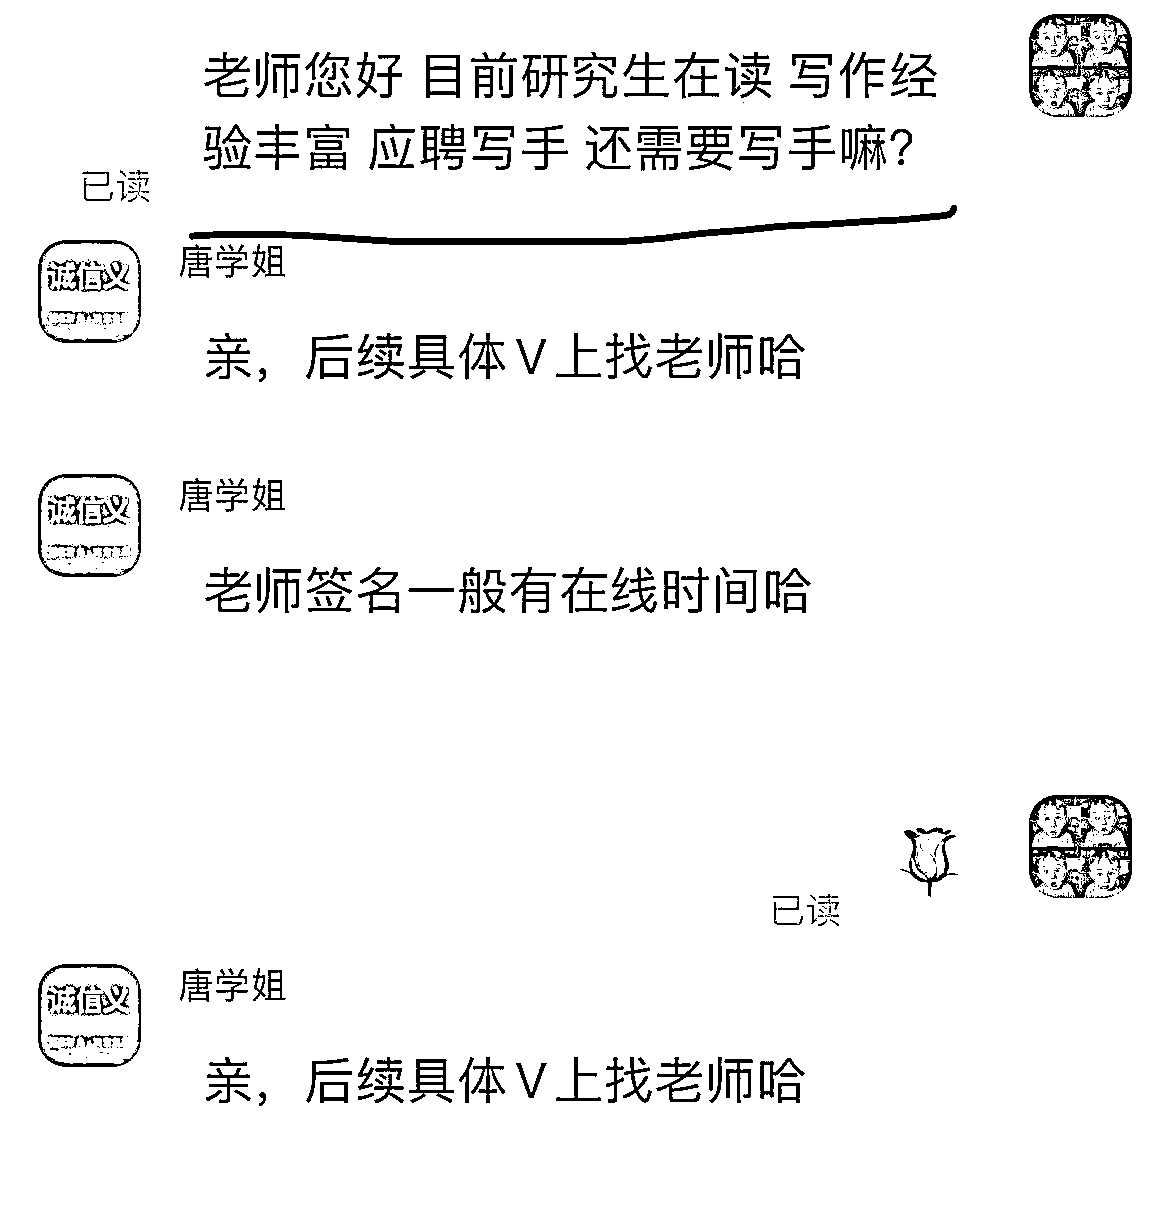 老师您好 目前研究生在读 写作经
验丰富 应聘写手 还需要写手嘛?
已读
诚信义
唐学姐
亲，后续具体V上找老师哈
诚信义
唐学姐
老师签名一般有在线时间哈
已读
诚信义
唐学姐
亲，后续具体V上找老师哈